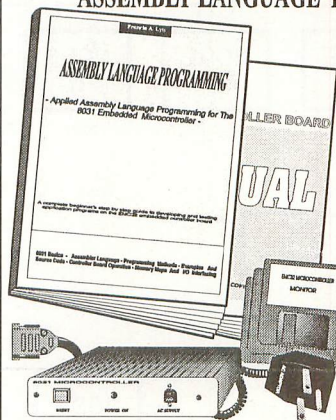 ASSEMBLY LANGUAGE
Francis A. Lyn
ASSEMBLY LANGUAGE PROGRAMMING
- Applied Assembly Language Programming for The
8031 Embedded Microcontroller -
A complete beginner's step by step guide to developing and testing
application programs on the embedded controller board
8031 Basics - Assembler Language - Programming Methods - Examples And
Source Code - Controller Board Operation - Memory Maps And I/O Interfacing
LLER BOARD
UAL
MICROCONTROLLER
MONITOR
8031 MICROCONTROLLER
RESET
POWER ON
AC SUPPLY